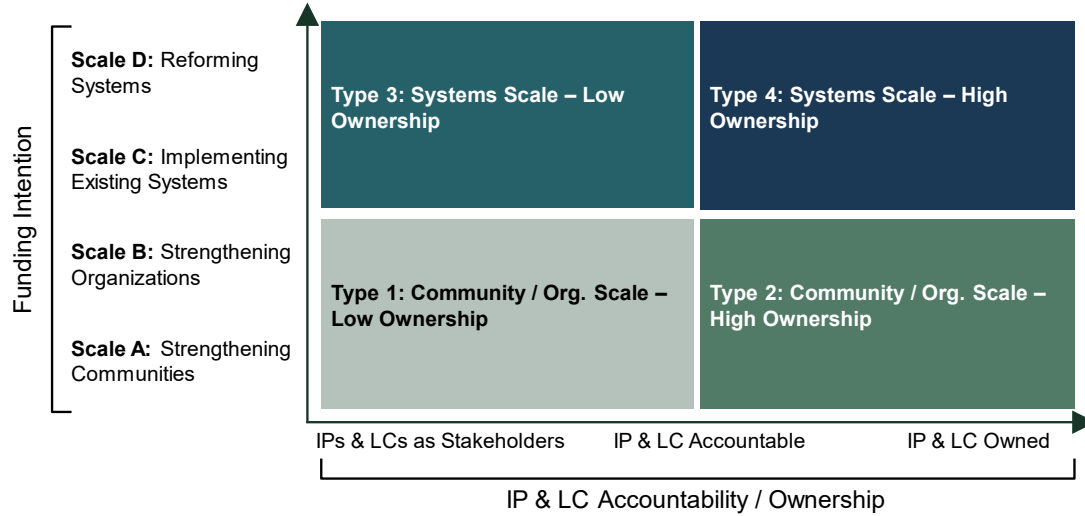 Funding Intention
Scale D: Reforming
Systems
Scale C: Implementing
Existing Systems
Scale B: Strengthening
Organizations
Scale A: Strengthening
Communities
Type 3: Systems Scale – Low
Ownership
Type 4: Systems Scale – High
Ownership
Type 1: Community / Org. Scale –
Low Ownership
Type 2: Community / Org. Scale –
High Ownership
IPs & LCs as Stakeholders
IP & LC Accountable
IP & LC Owned
IP & LC Accountability / Ownership